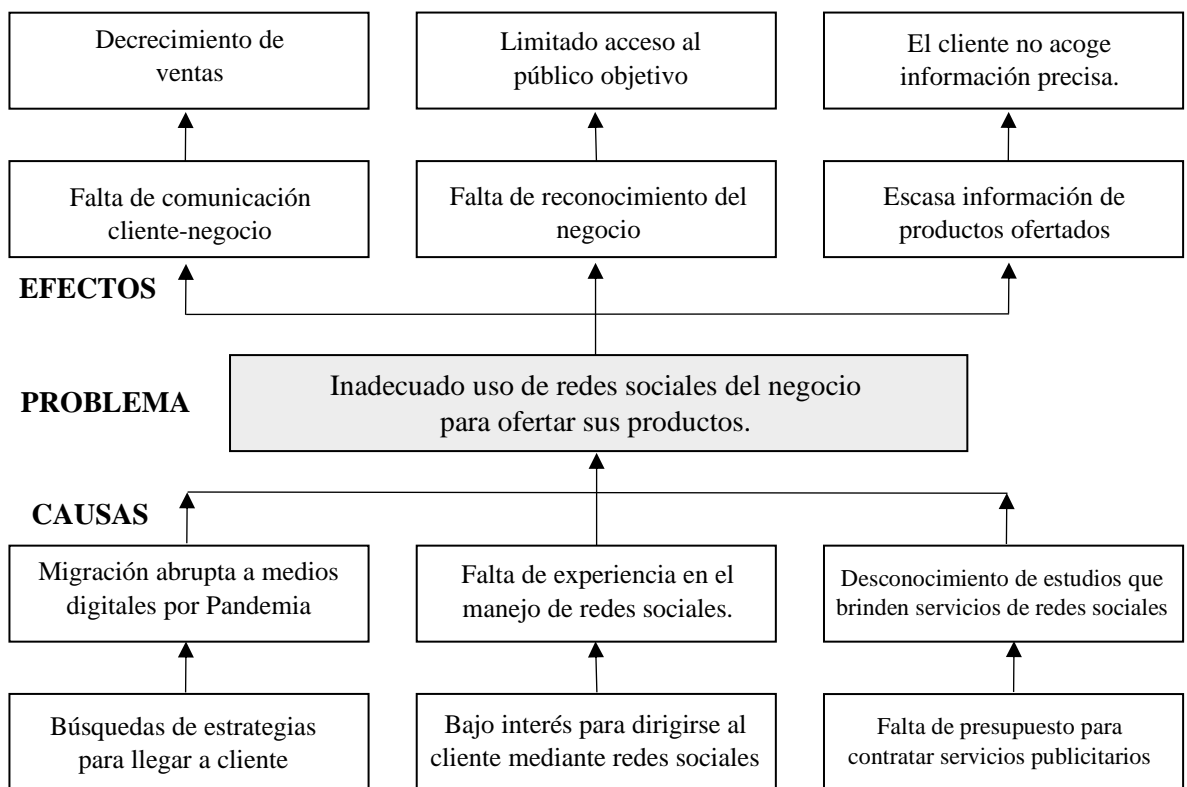 Decrecimiento de
ventas
Limitado acceso al
público objetivo
El cliente no acoge
información precisa.
Falta de comunicación
cliente-negocio
Falta de reconocimiento del
negocio
Escasa información de
productos ofertados
EFECTOS
PROBLEMA
Inadecuado uso de redes sociales del negocio
para ofertar sus productos.
CAUSAS
Migración abrupta a medios
digitales por Pandemia
Falta de experiencia en el
manejo de redes sociales.
Desconocimiento de estudios que
brinden servicios de redes sociales
Búsquedas de estrategias
para llegar a cliente
Bajo interés para dirigirse al
cliente mediante redes sociales
Falta de presupuesto para
contratar servicios publicitarios